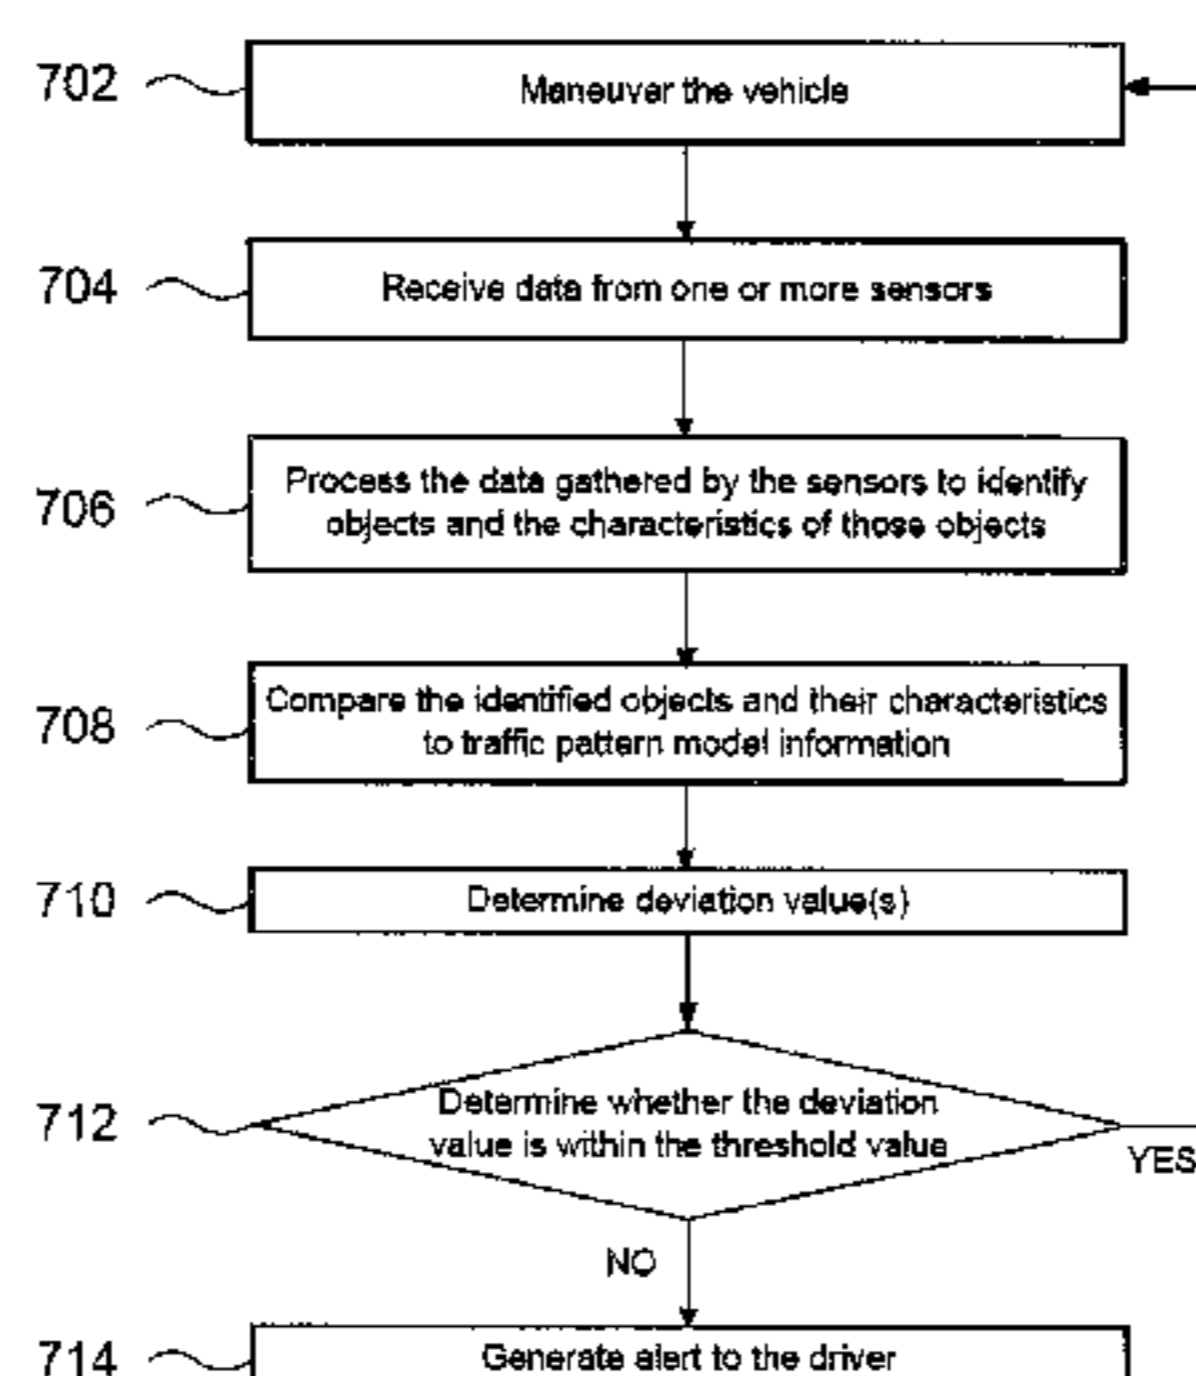 702 Maneuver the vehicle
704 Receive data from one or more sensors
706 Process the data gathered by the sensors to identify
objects and the characteristics of those objects
708 Compare the identified objects and their characteristics
to traffic pattern model information
710 Determine deviation value(s)
712 Determine whether the deviation
value is within the threshold value
YES
NO
714 Generate alert to the driver